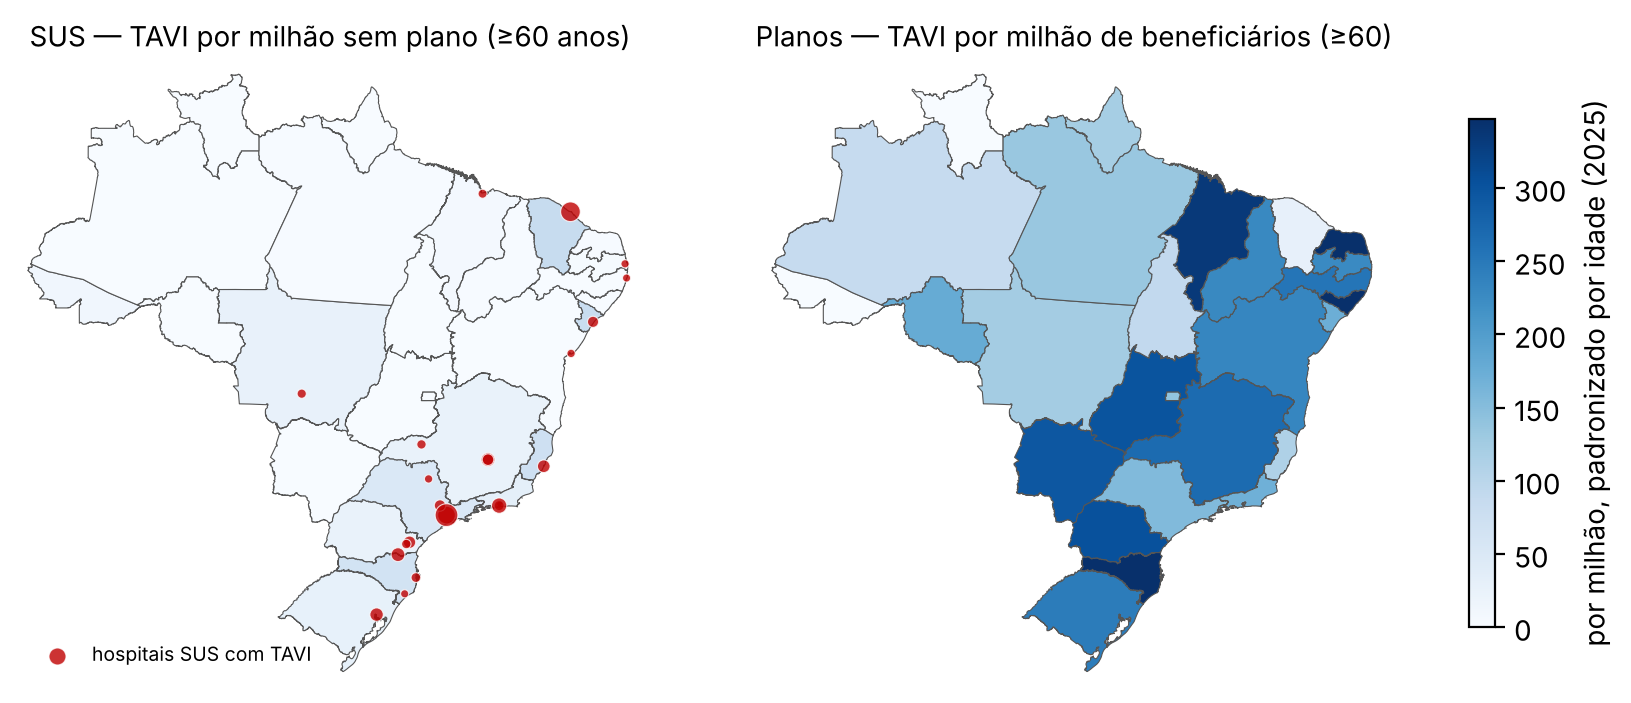 SUS — TAVI por milhão sem plano (≥60 anos)
Planos — TAVI por milhão de beneficiários (≥60)
hospitais SUS com TAVI
300
250
200
150
100
50
0
por milhão, padronizado por idade (2025)